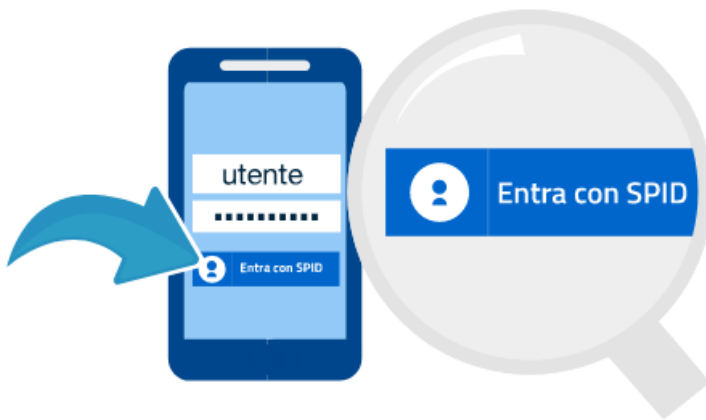 utente
▪▪▪▪▪▪▪▪▪▪
Entra con SPID
Entra con SPID